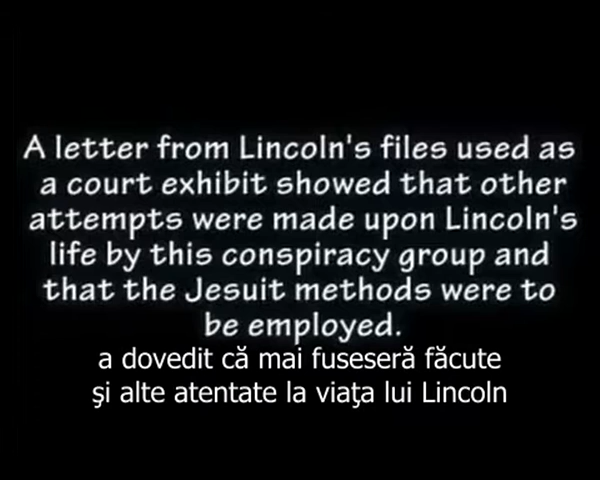 A letter from Lincoln's files used as
a court exhibit showed that other
attempts were made upon Lincoln's
life by this conspiracy group and
that the Jesuit methods were to
be employed.
a dovedit că mai fuseseră făcute
şi alte atentate la viaţa lui Lincoln